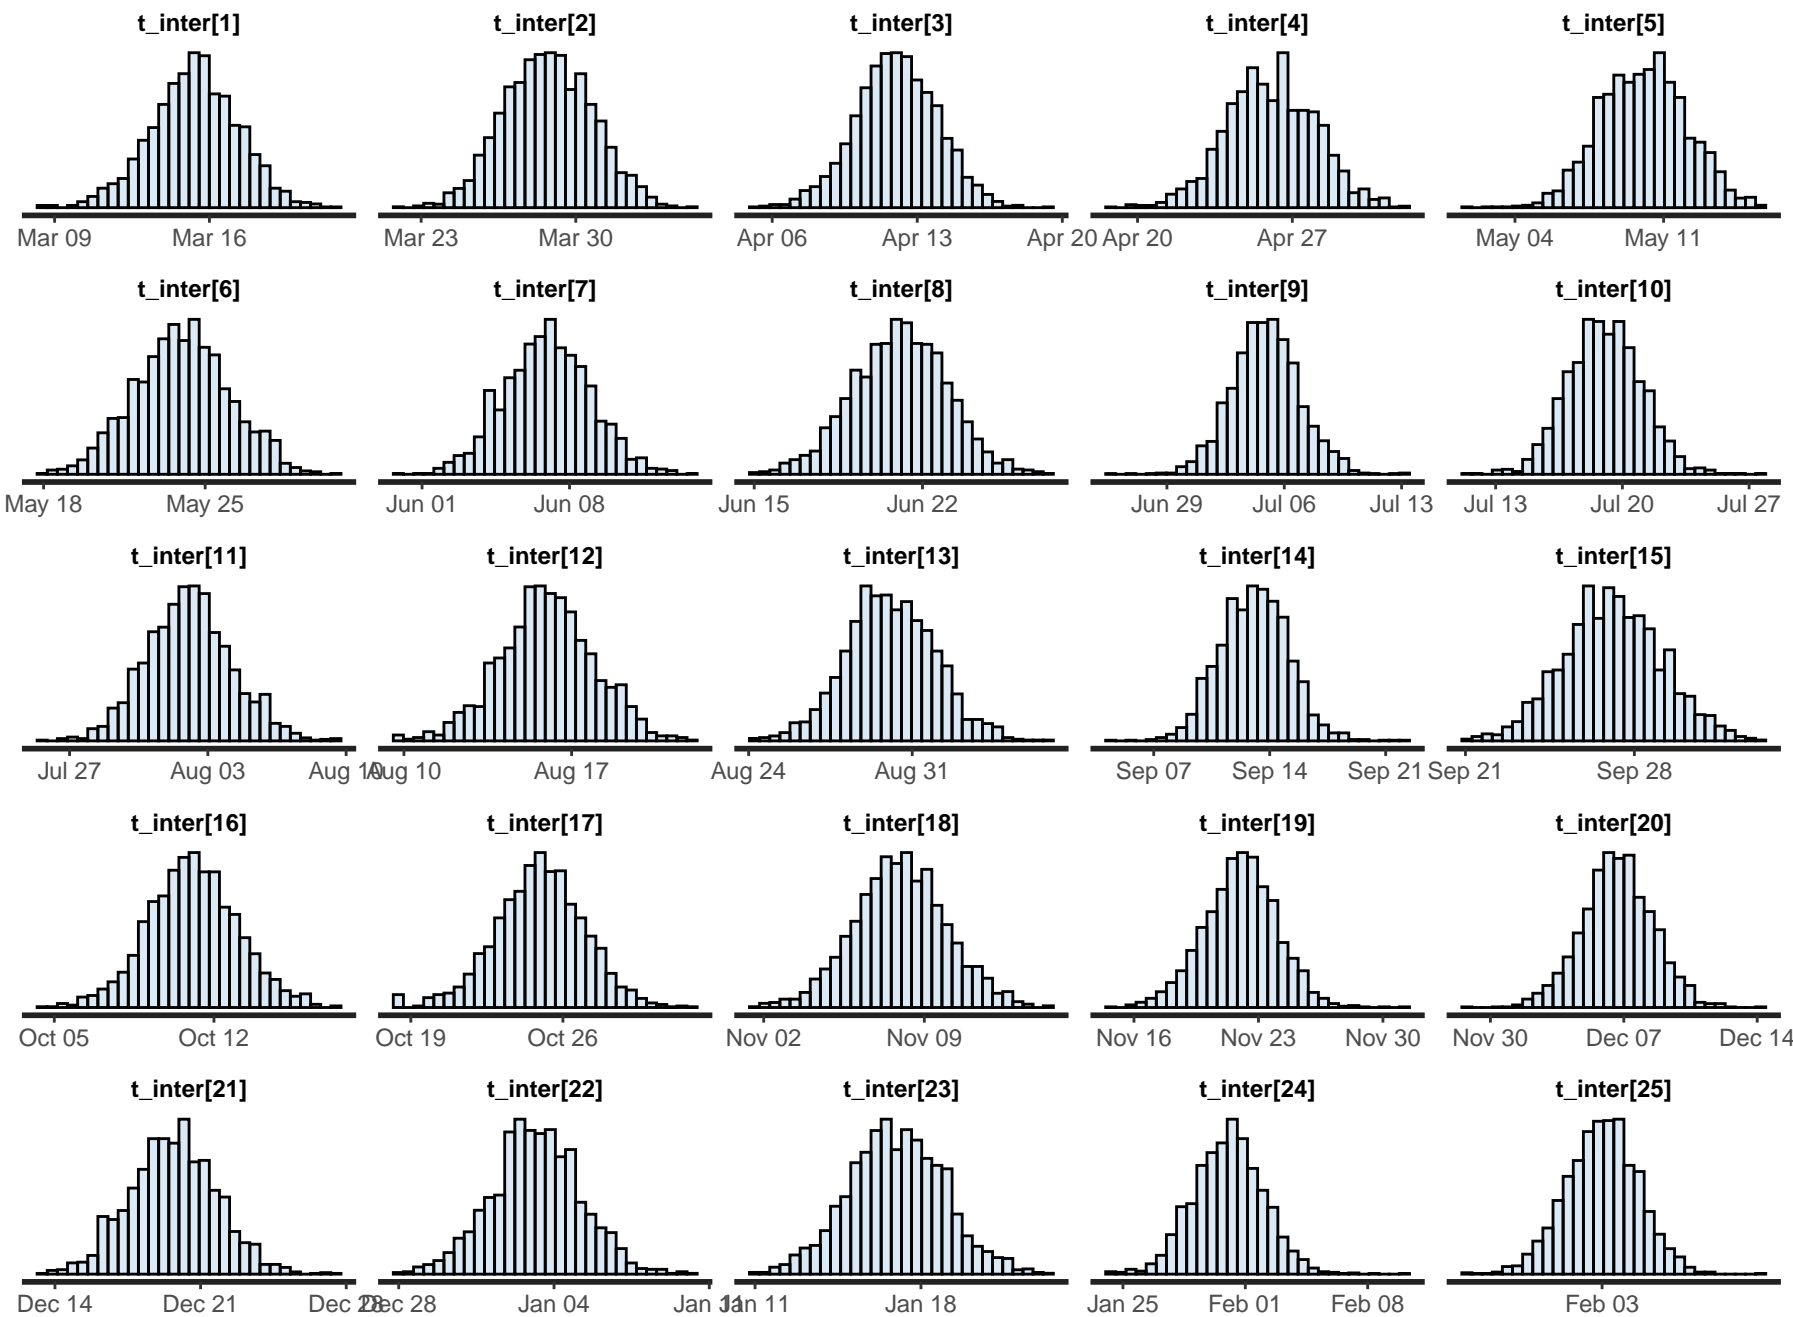 t_inter[1] t_inter[2] t_inter[3] t_inter[4] t_inter[5]
Mar 09 Mar 16 Mar 23 Mar 30 Apr 06 Apr 13 Apr 20 Apr 20 Apr 27 May 04 May 11
t_inter[6] t_inter[7] t_inter[8] t_inter[9] t_inter[10]
May 18 May 25 Jun 01 Jun 08 Jun 15 Jun 22 Jun 29 Jul 06 Jul 13 Jul 13 Jul 20 Jul 27
t_inter[11] t_inter[12] t_inter[13] t_inter[14] t_inter[15]
Jul 27 Aug 03 Aug 10 Aug 10 Aug 17 Aug 24 Aug 31 Sep 07 Sep 14 Sep 21 Sep 21 Sep 28
t_inter[16] t_inter[17] t_inter[18] t_inter[19] t_inter[20]
Oct 05 Oct 12 Oct 19 Oct 26 Nov 02 Nov 09 Nov 16 Nov 23 Nov 30 Nov 30 Dec 07 Dec 14
t_inter[21] t_inter[22] t_inter[23] t_inter[24] t_inter[25]
Dec 14 Dec 21 Dec 28 Dec 28 Jan 04 Jan 11 Jan 11 Jan 18 Jan 25 Feb 01 Feb 08 Feb 03